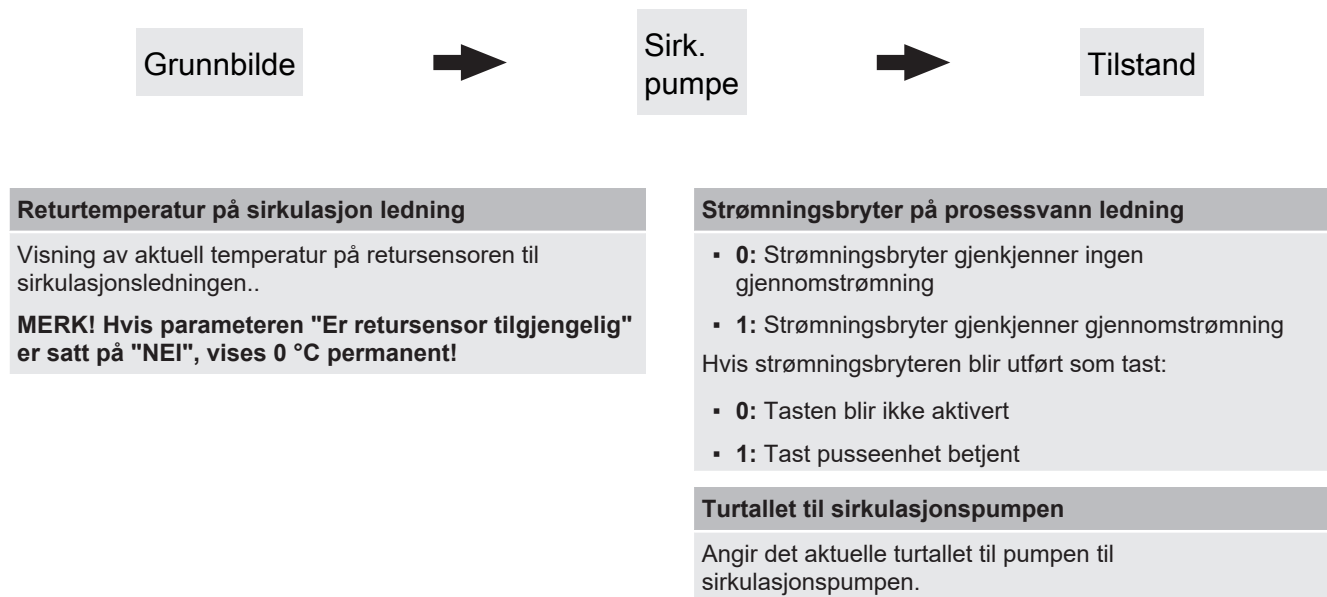 Grunnbilde
Sirk.
pumpe
Tilstand
Returtemperatur på sirkulasjon ledning
Visning av aktuell temperatur på retursensoren til
sirkulasjonsledningen..
MERK! Hvis parameteren "Er retursensor tilgjengelig"
er satt på "NEI", vises 0 °C permanent!
Strømningsbryter på prosessvann ledning
▪ 0: Strømningsbryter gjenkjenner ingen
gjennomstrømning
▪ 1: Strømningsbryter gjenkjenner gjennomstrømning
Hvis strømningsbryteren blir utført som tast:
▪ 0: Tasten blir ikke aktivert
▪ 1: Tast pusseenhet betjent
Turtallet til sirkulasjonspumpen
Angir det aktuelle turtallet til pumpen til
sirkulasjonspumpen.